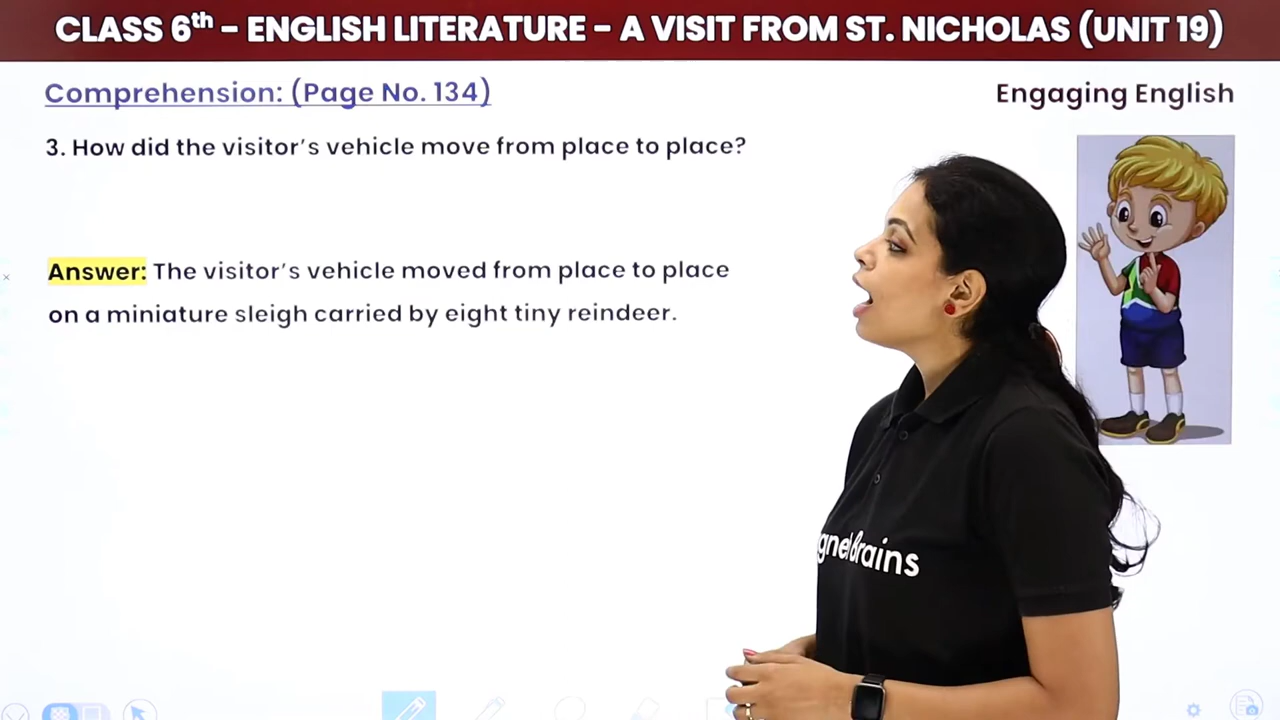 CLASS 6th – ENGLISH LITERATURE – A VISIT FROM ST. NICHOLAS (UNIT 19)
Comprehension: (Page No. 134)
Engaging English
3. How did the visitor's vehicle move from place to place?
Answer: The visitor's vehicle moved from place to place
on a miniature sleigh carried by eight tiny reindeer.
Brains